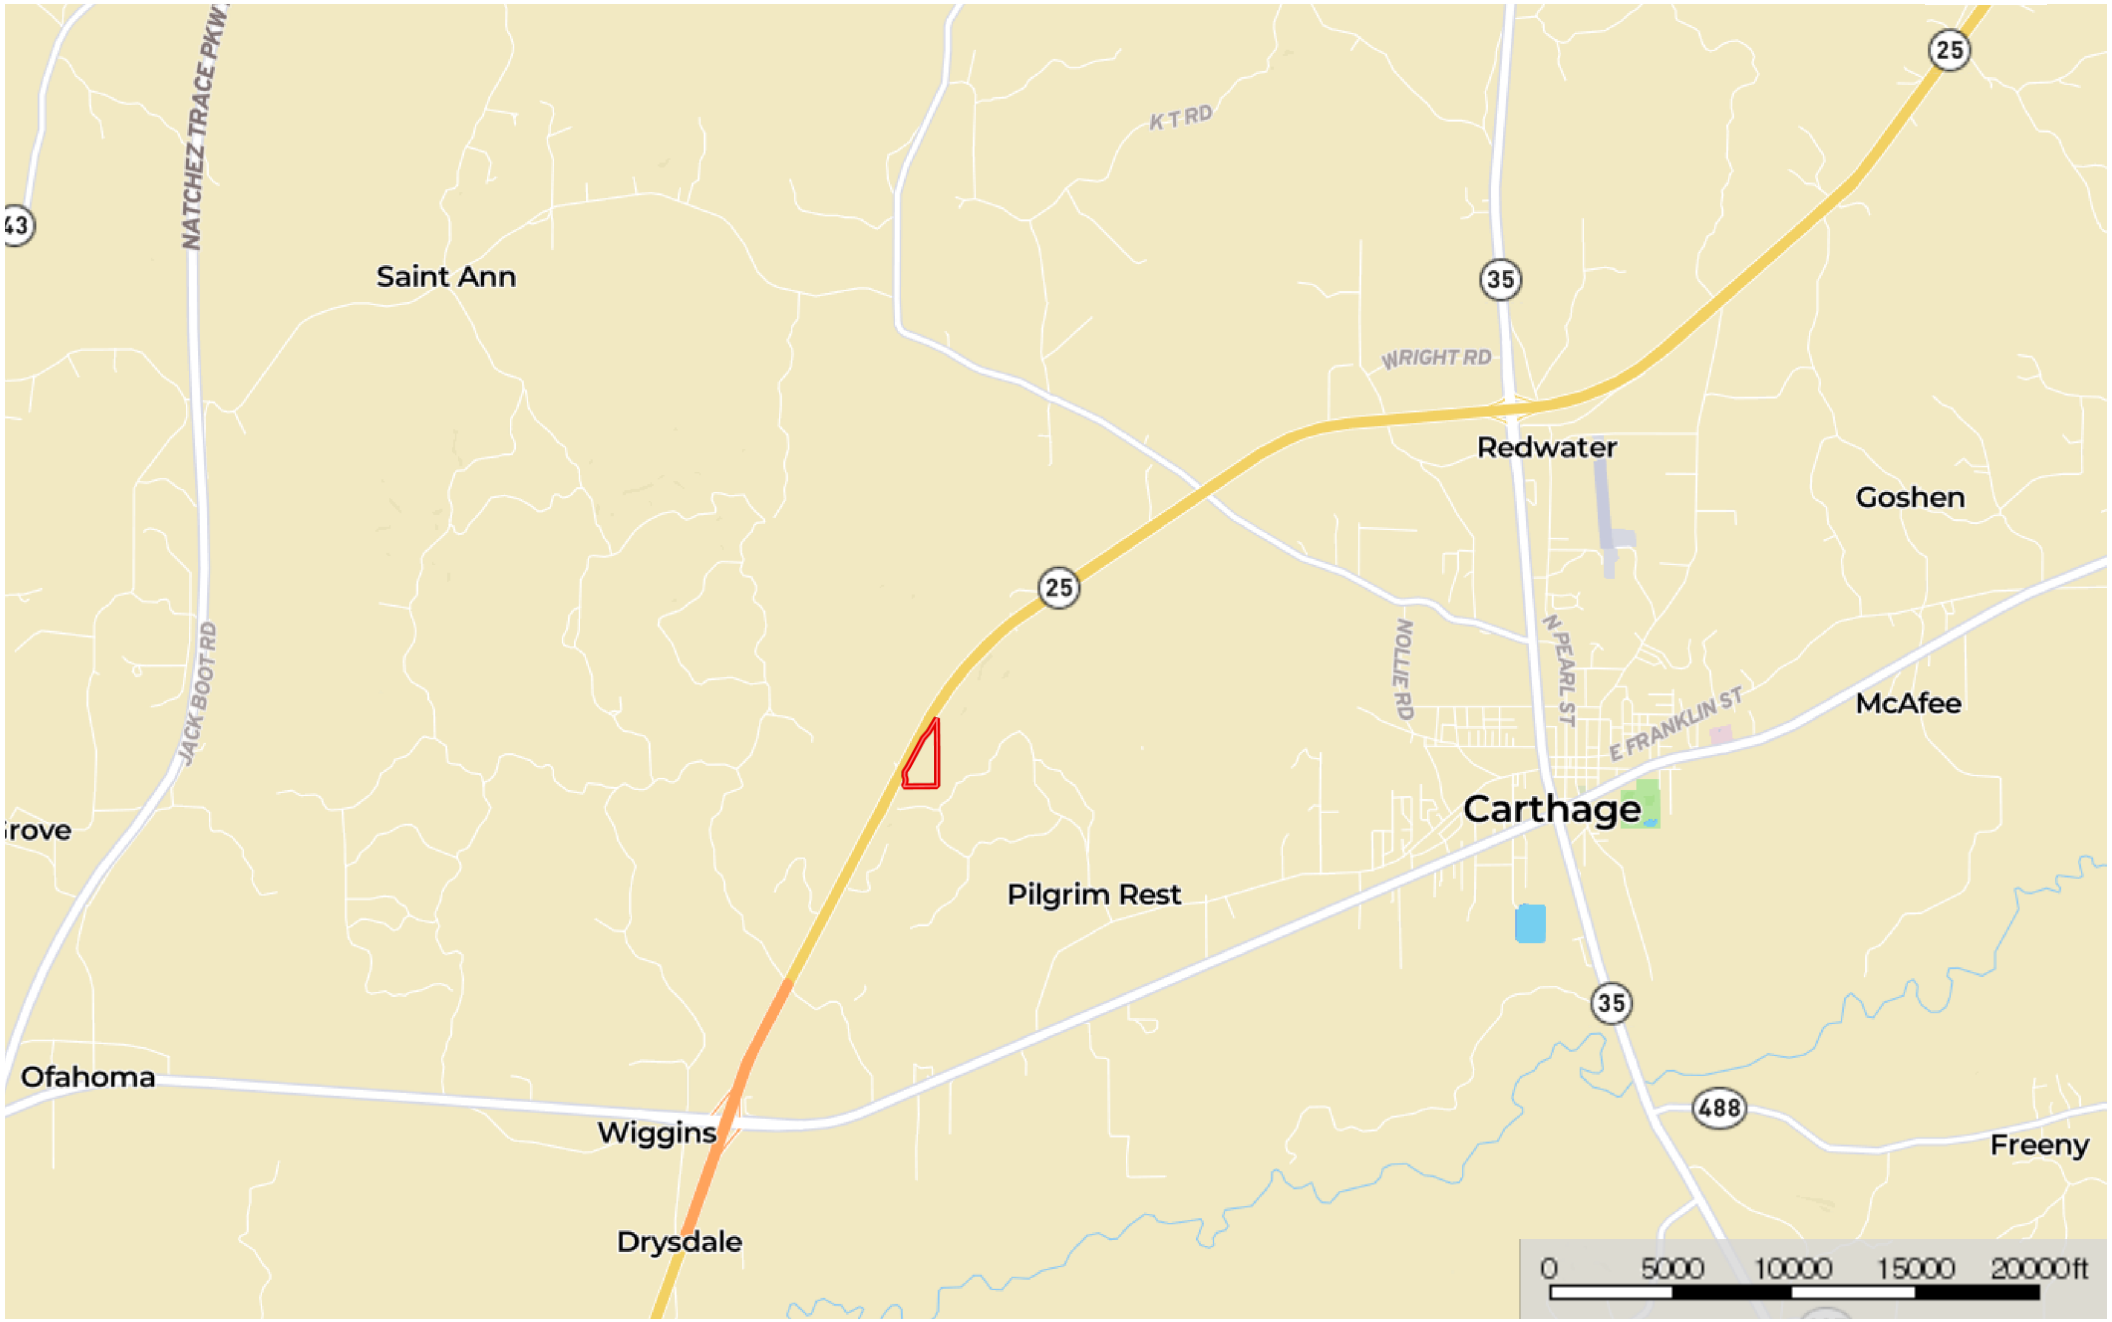 NATCHEZ TRACE PKWY
25
K T RD
43
Saint Ann
35
WRIGHT RD
Redwater
Goshen
25
NOLLIE RD
N PEARL ST
JACK BOOT RD
E FRANKLIN ST
McAfee
Carthage
rove
Pilgrim Rest
35
Ofahoma
488
Wiggins
Freeny
Drysdale
0 5000 10000 15000 20000ft